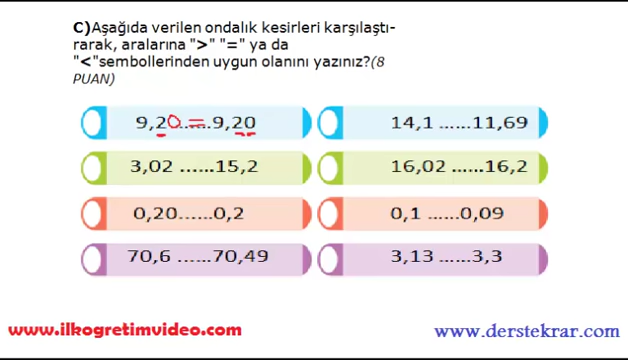 C)Aşağıda verilen ondalık kesirleri karşılaştı-
rarak, aralarına ">" "=" ya da
"<"sembollerinden uygun olanını yazınız?(8
PUAN)
9,20 = ......9,20
14,1 ......11,69
3,02 ......15,2
16,02 ......16,2
0,20......0,2
0,1 ......0,09
70,6 ......70,49
3,13 ......3,3
www.ilkogretimvideo.com
www.derstekrar.com